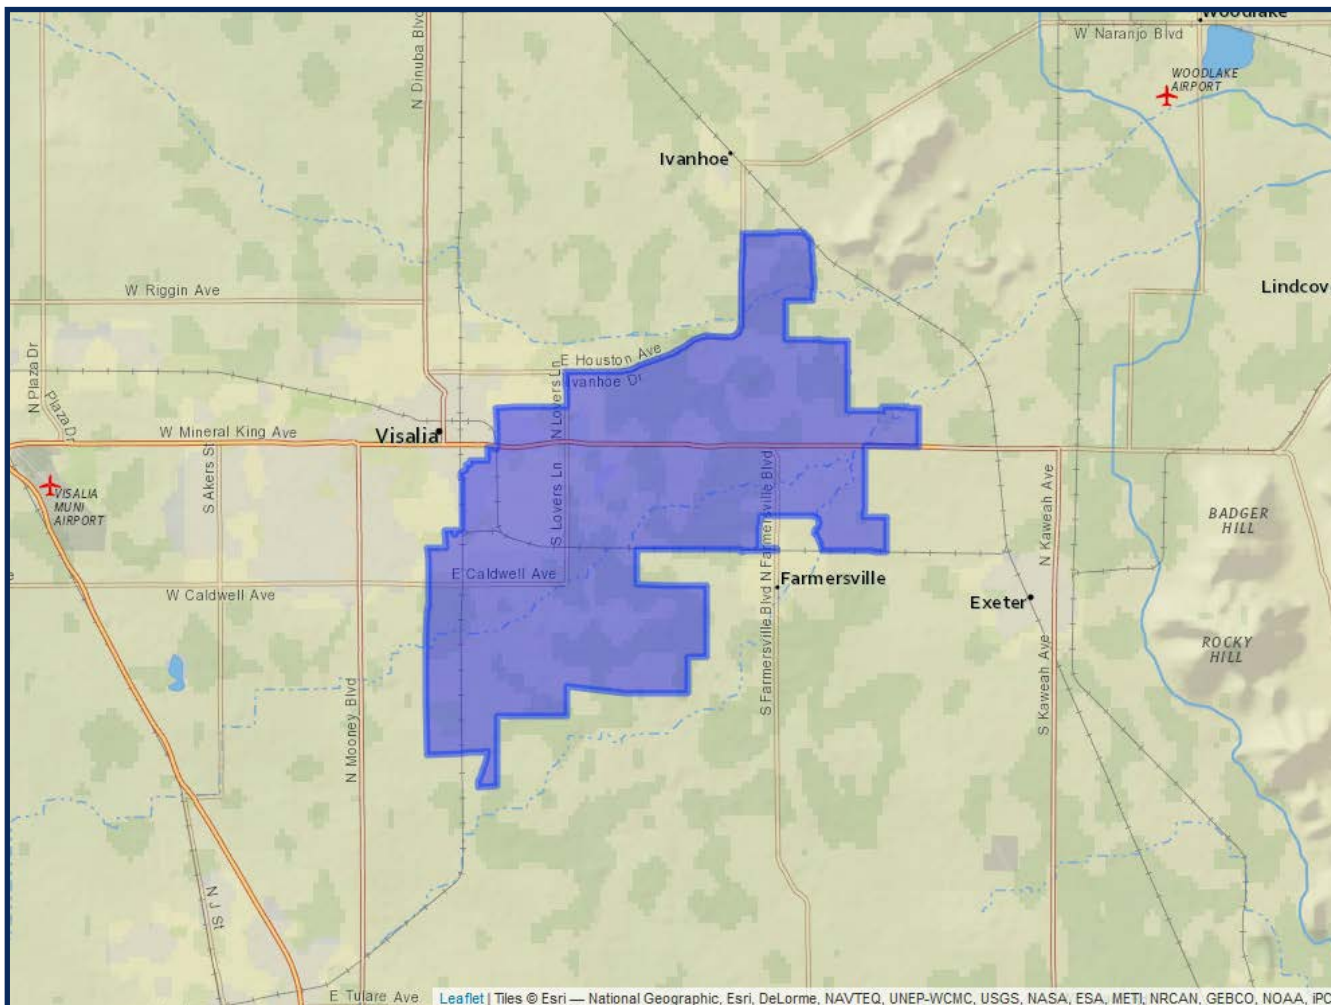 Woodlake
W Naranjo Blvd
N Dinuba Blvd
WOODLAKE
AIRPORT
Ivanhoe
W Riggin Ave
Lindcov
N Plaza Dr
Plaza Dr
E Houston Ave
Ivanhoe Dr
N Lovers Ln
W Mineral King Ave
Visalia
S Akers St
S Lovers Ln
N Farmersville Blvd
N Kaweah Ave
VISALIA
MUNI
AIRPORT
BADGER
HILL
E Caldwell Ave
W Caldwell Ave
Farmersville
Exeter
ROCKY
HILL
S Farmersville Blvd
S Kaweah Ave
N Mooney Blvd
N J St
E Tulare Ave
Leaflet | Tiles © Esri — National Geographic, Esri, DeLorme, NAVTEQ, UNEP-WCMC, USGS, NASA, ESA, METI, NRCAN, GEBCO, NOAA, iPC